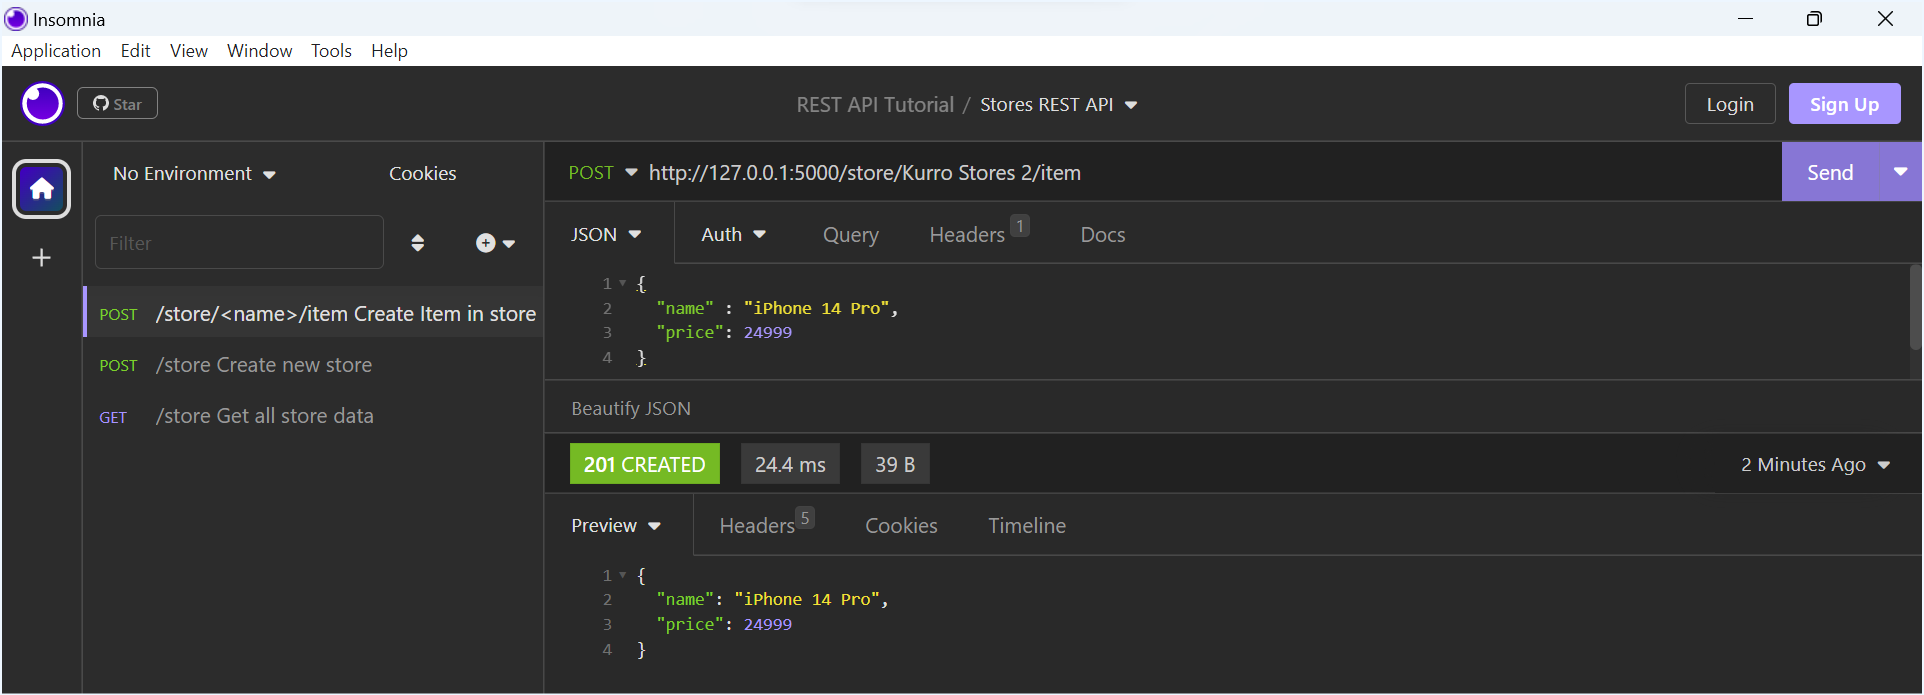 Insomnia
Application Edit View Window Tools Help
Star
REST API Tutorial / Stores REST API
Login
Sign Up
No Environment
Cookies
POST http://127.0.0.1:5000/store/Kurro Stores 2/item
Send
Filter
JSON
Auth
Query
Headers 1
Docs
POST /store/<name>/item Create Item in store
POST /store Create new store
GET /store Get all store data
1 {
2 "name" : "iPhone 14 Pro",
3 "price": 24999
4 }
Beautify JSON
201 CREATED
24.4 ms
39 B
2 Minutes Ago
Preview
Headers 5
Cookies
Timeline
1 {
2 "name": "iPhone 14 Pro",
3 "price": 24999
4 }